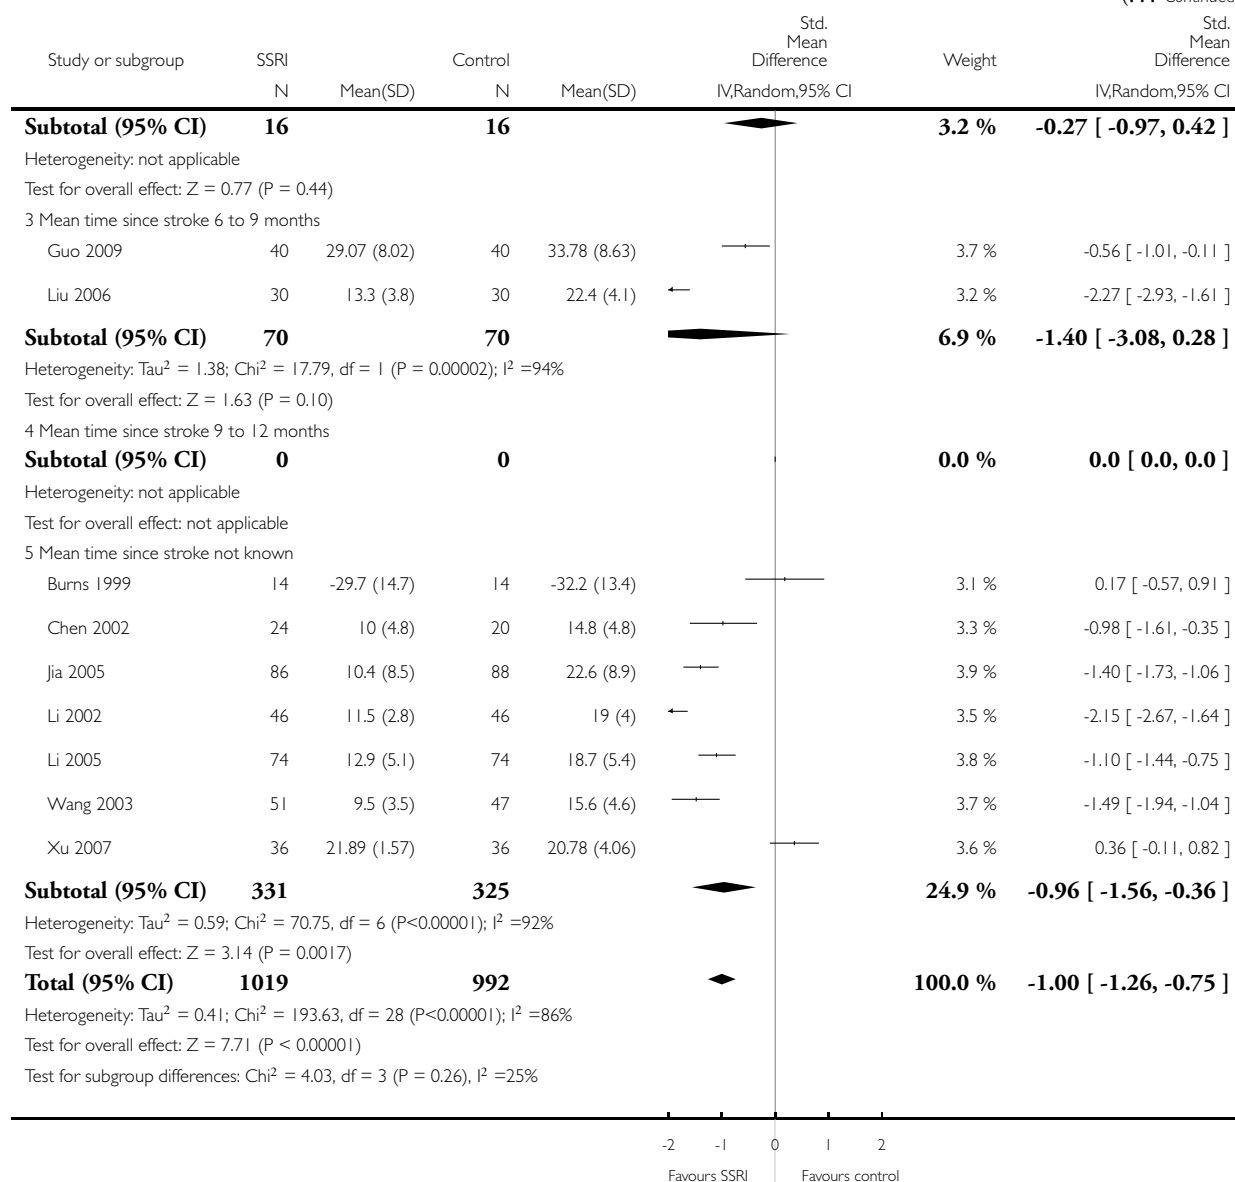 (. . . Continued
Std. Mean Difference Std. Mean Difference
Study or subgroup SSRI Control Weight
N Mean(SD) N Mean(SD) IV,Random,95% CI IV,Random,95% CI
Subtotal (95% CI) 16 16 3.2 % -0.27 [ -0.97, 0.42 ]
Heterogeneity: not applicable
Test for overall effect: Z = 0.77 (P = 0.44)
3 Mean time since stroke 6 to 9 months
Guo 2009 40 29.07 (8.02) 40 33.78 (8.63) 3.7 % -0.56 [ -1.01, -0.11 ]
Liu 2006 30 13.3 (3.8) 30 22.4 (4.1) 3.2 % -2.27 [ -2.93, -1.61 ]
Subtotal (95% CI) 70 70 6.9 % -1.40 [ -3.08, 0.28 ]
Heterogeneity: Tau² = 1.38; Chi² = 17.79, df = 1 (P = 0.00002); I² =94%
Test for overall effect: Z = 1.63 (P = 0.10)
4 Mean time since stroke 9 to 12 months
Subtotal (95% CI) 0 0 0.0 % 0.0 [ 0.0, 0.0 ]
Heterogeneity: not applicable
Test for overall effect: not applicable
5 Mean time since stroke not known
Burns 1999 14 -29.7 (14.7) 14 -32.2 (13.4) 3.1 % 0.17 [ -0.57, 0.91 ]
Chen 2002 24 10 (4.8) 20 14.8 (4.8) 3.3 % -0.98 [ -1.61, -0.35 ]
Jia 2005 86 10.4 (8.5) 88 22.6 (8.9) 3.9 % -1.40 [ -1.73, -1.06 ]
Li 2002 46 11.5 (2.8) 46 19 (4) 3.5 % -2.15 [ -2.67, -1.64 ]
Li 2005 74 12.9 (5.1) 74 18.7 (5.4) 3.8 % -1.10 [ -1.44, -0.75 ]
Wang 2003 51 9.5 (3.5) 47 15.6 (4.6) 3.7 % -1.49 [ -1.94, -1.04 ]
Xu 2007 36 21.89 (1.57) 36 20.78 (4.06) 3.6 % 0.36 [ -0.11, 0.82 ]
Subtotal (95% CI) 331 325 24.9 % -0.96 [ -1.56, -0.36 ]
Heterogeneity: Tau² = 0.59; Chi² = 70.75, df = 6 (P<0.00001); I² =92%
Test for overall effect: Z = 3.14 (P = 0.0017)
Total (95% CI) 1019 992 100.0 % -1.00 [ -1.26, -0.75 ]
Heterogeneity: Tau² = 0.41; Chi² = 193.63, df = 28 (P<0.00001); I² =86%
Test for overall effect: Z = 7.71 (P < 0.00001)
Test for subgroup differences: Chi² = 4.03, df = 3 (P = 0.26), I² =25%
-2 -1 0 1 2
Favours SSRI Favours control